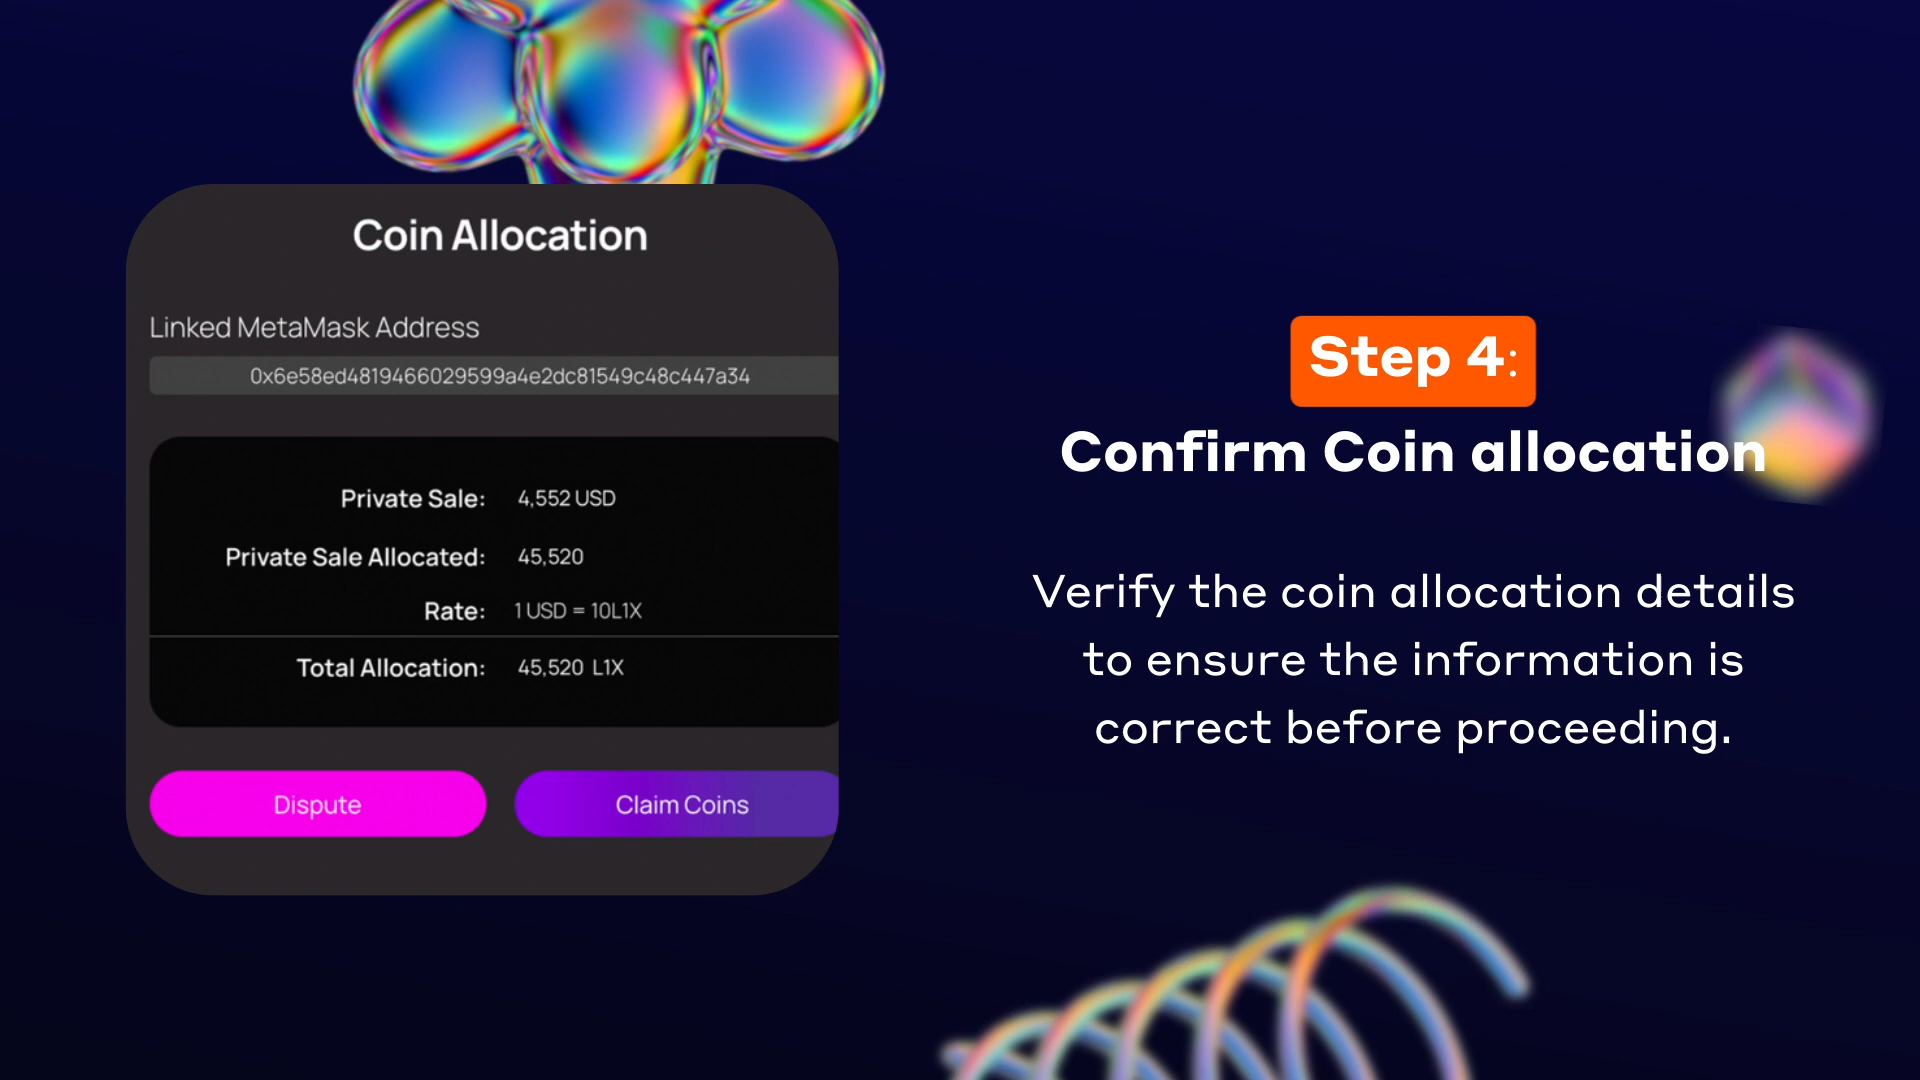 Coin Allocation
Linked MetaMask Address
0x6e58ed4819466029599a4e2dc81549c48c447a34
Private Sale: 4,552 USD
Private Sale Allocated: 45,520
Rate: 1 USD = 10L1X
Total Allocation: 45,520 L1X
Dispute Claim Coins
Step 4:
Confirm Coin allocation
Verify the coin allocation details
to ensure the information is
correct before proceeding.